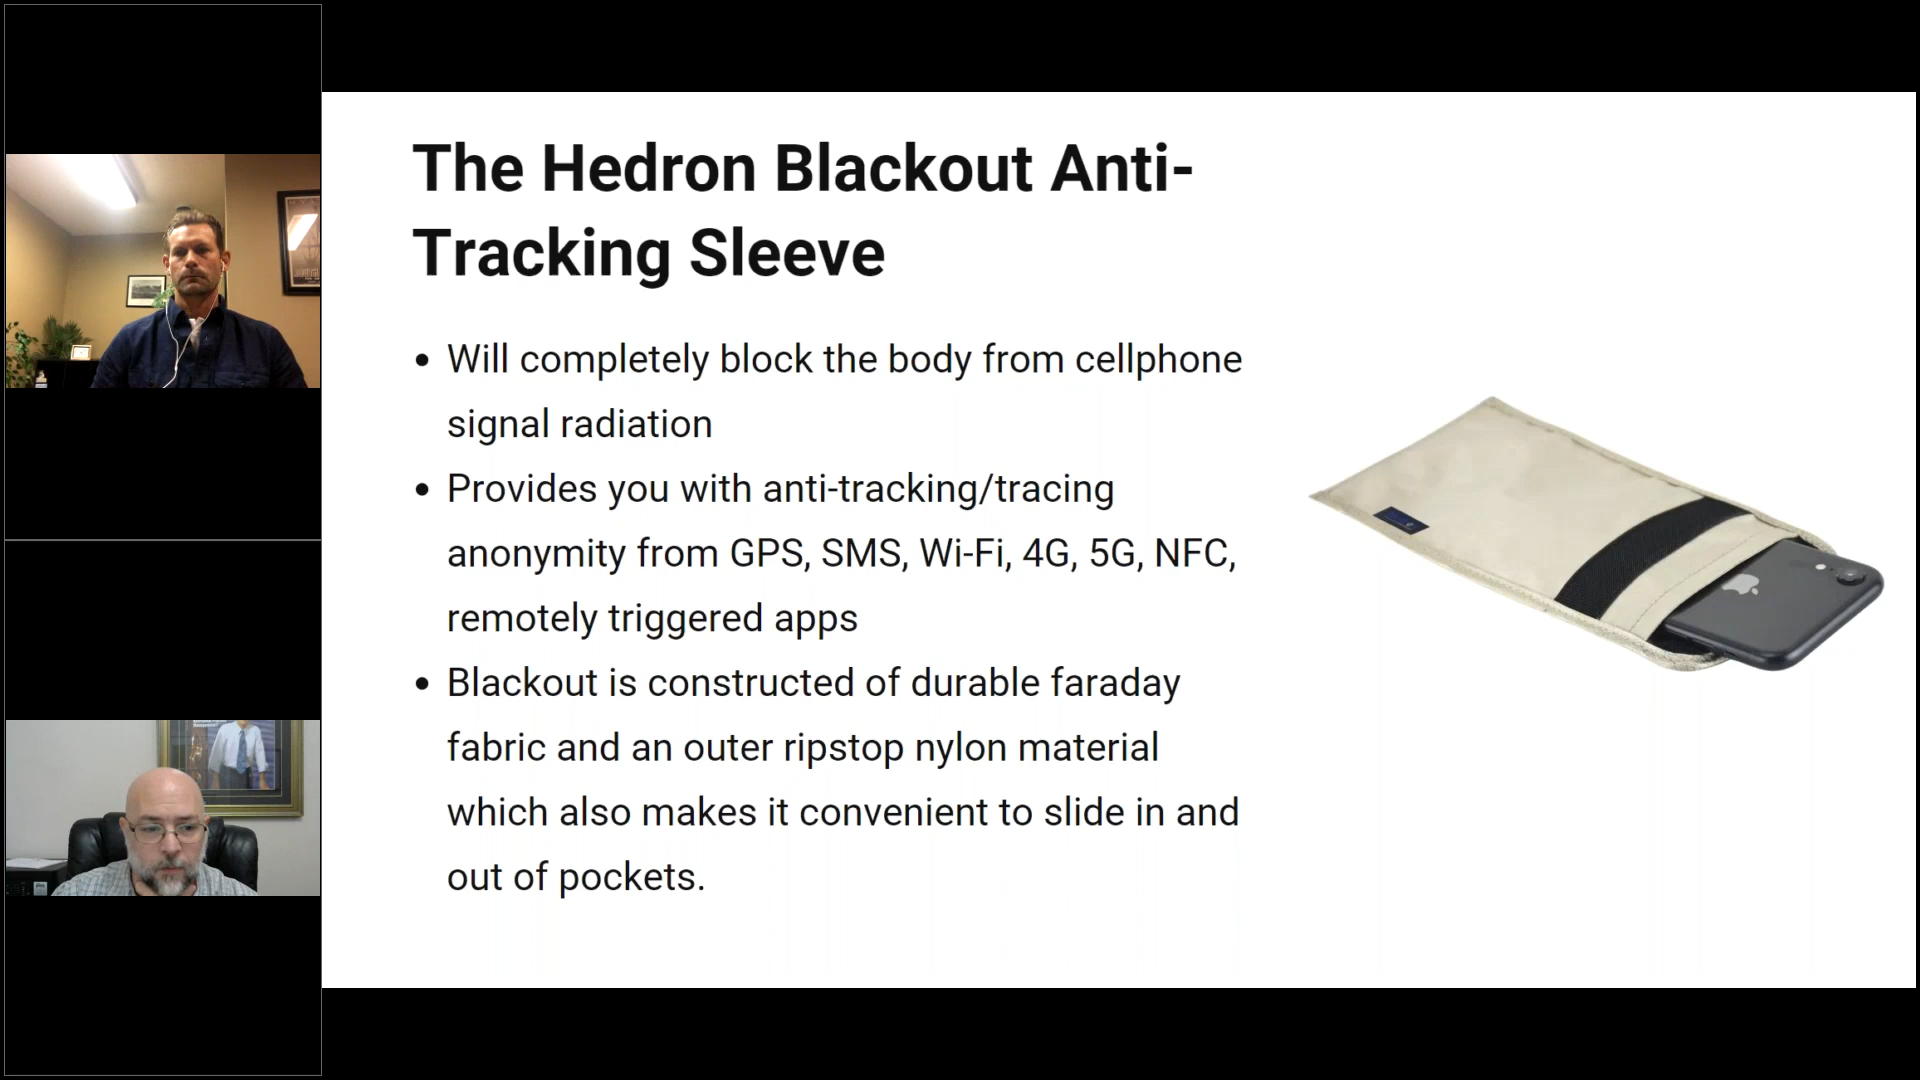 The Hedron Blackout Anti-
Tracking Sleeve
• Will completely block the body from cellphone
signal radiation
• Provides you with anti-tracking/tracing
anonymity from GPS, SMS, Wi-Fi, 4G, 5G, NFC,
remotely triggered apps
• Blackout is constructed of durable faraday
fabric and an outer ripstop nylon material
which also makes it convenient to slide in and
out of pockets.